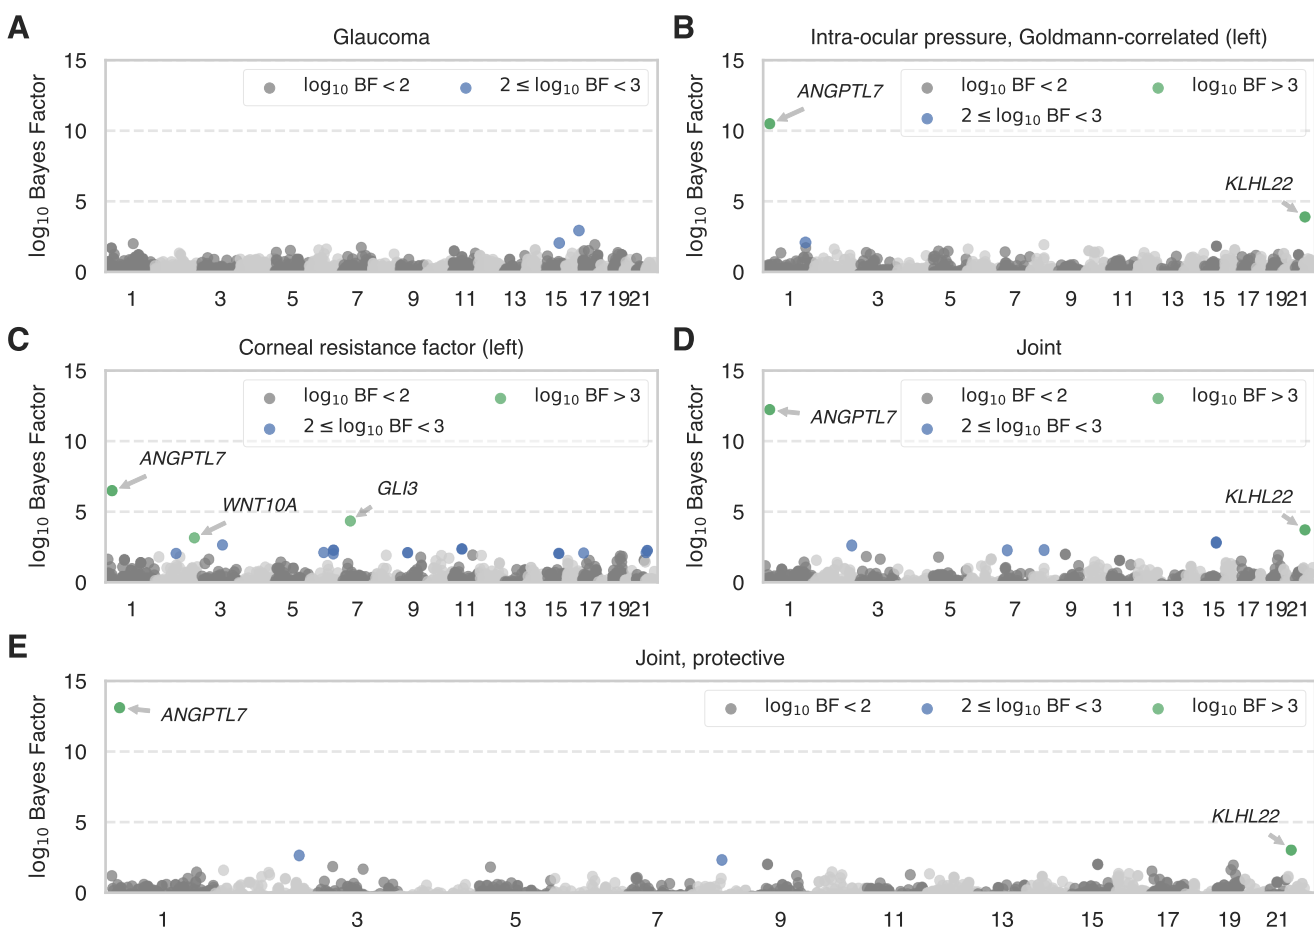 A
Glaucoma
log₁₀ Bayes Factor
15
10
5
0
log₁₀ BF < 2
2 ≤ log₁₀ BF < 3
1 3 5 7 9 11 13 15 17 19 21
B
Intra-ocular pressure, Goldmann-correlated (left)
log₁₀ Bayes Factor
15
10
5
0
log₁₀ BF < 2
log₁₀ BF > 3
2 ≤ log₁₀ BF < 3
ANGPTL7
KLHL22
1 3 5 7 9 11 13 15 17 19 21
C
Corneal resistance factor (left)
log₁₀ Bayes Factor
15
10
5
0
log₁₀ BF < 2
log₁₀ BF > 3
2 ≤ log₁₀ BF < 3
ANGPTL7
WNT10A
GLI3
1 3 5 7 9 11 13 15 17 19 21
D
Joint
log₁₀ Bayes Factor
15
10
5
0
log₁₀ BF < 2
log₁₀ BF > 3
2 ≤ log₁₀ BF < 3
ANGPTL7
KLHL22
1 3 5 7 9 11 13 15 17 19 21
E
Joint, protective
log₁₀ Bayes Factor
15
10
5
0
log₁₀ BF < 2
2 ≤ log₁₀ BF < 3
log₁₀ BF > 3
ANGPTL7
KLHL22
1 3 5 7 9 11 13 15 17 19 21